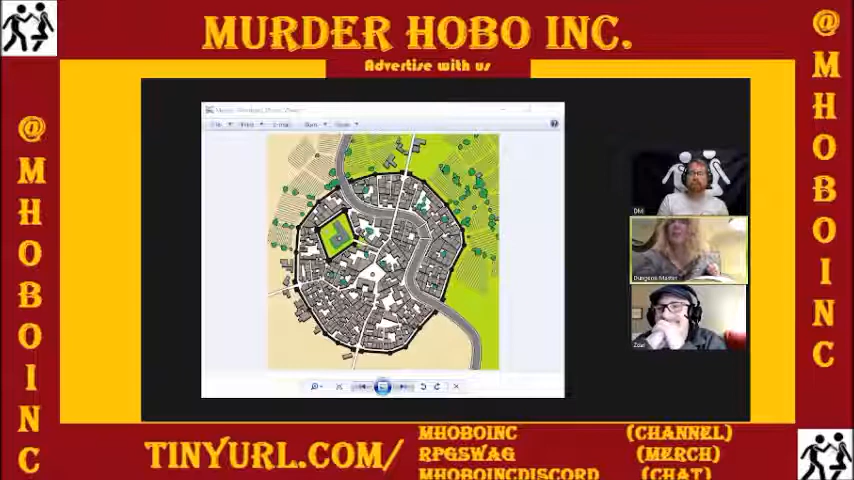 MURDER HOBO INC.
Advertise with us
@MHOBOINC
@MHOBOINC
Dungeon Master
TINYURL.COM/
MHOBOINC (CHANNEL)
RPGSWAG (MERCH)
MHOBOINCDISCORD (CHAT)